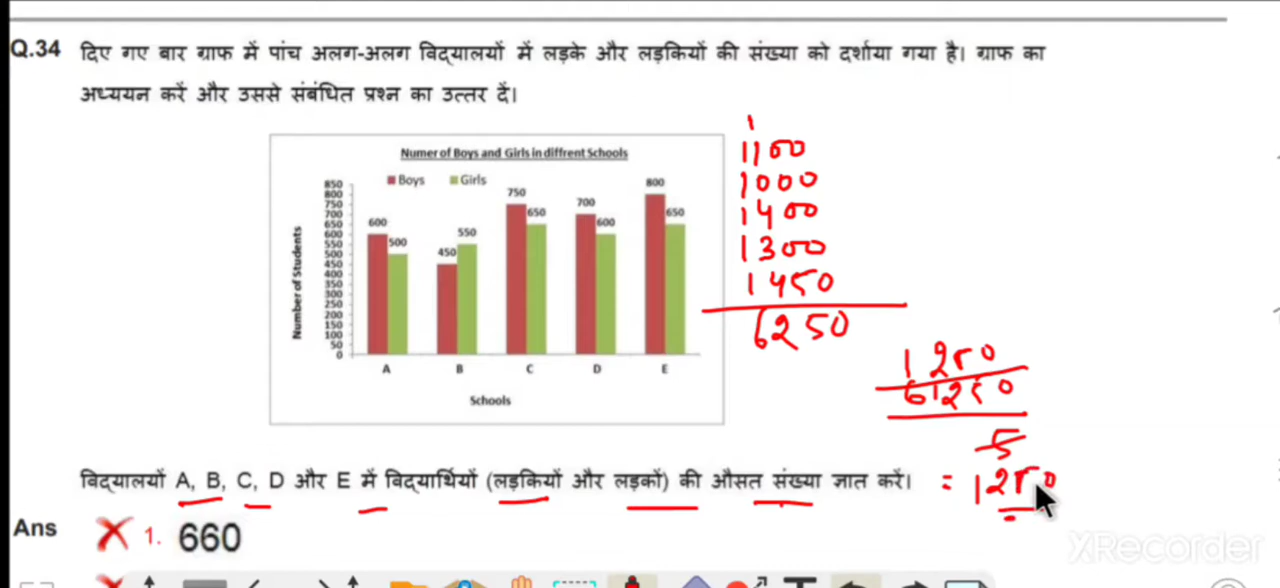 Q.34 दिए गए बार ग्राफ में पांच अलग-अलग विद्यालयों में लड़के और लड़कियों की संख्या को दर्शाया गया है। ग्राफ का
अध्ययन करें और उससे संबंधित प्रश्न का उत्तर दें।
Numer of Boys and Girls in diffrent Schools
Boys Girls
Number of Students
850
800
750
700
650
600
550
500
450
400
350
300
250
200
150
100
50
0
600 500 450 550 750 650 700 600 800 650
A B C D E
Schools
1
1100
1000
1400
1300
1450
6250
1250
6250
5
= 1250
विद्यालयों A, B, C, D और E में विद्यार्थियों (लड़कियों और लड़कों) की औसत संख्या ज्ञात करें।
Ans 1. 660
XRecorder